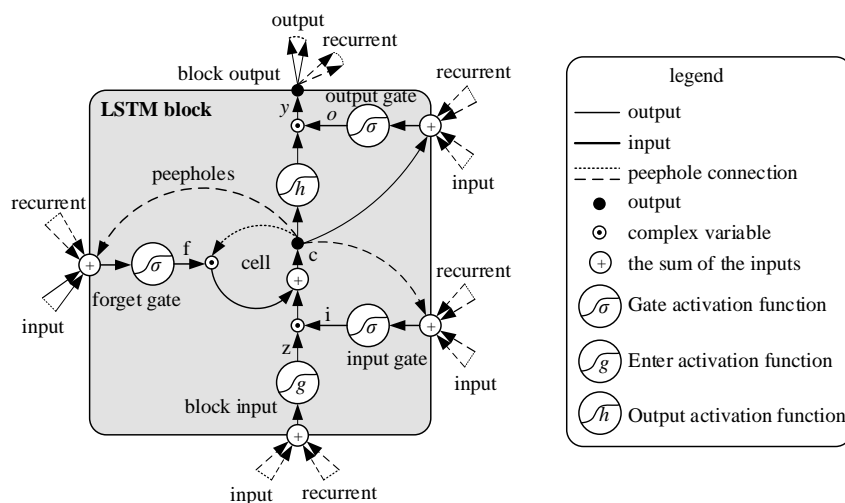 output
recurrent
block output
recurrent
LSTM block
y
output gate
o
σ
input
h
peepholes
recurrent
f
σ
cell
c
forget gate
recurrent
input
i
σ
z
input gate
g
input
block input
input
recurrent
legend
output
input
peephole connection
output
complex variable
the sum of the inputs
σ
Gate activation function
g
Enter activation function
h
Output activation function